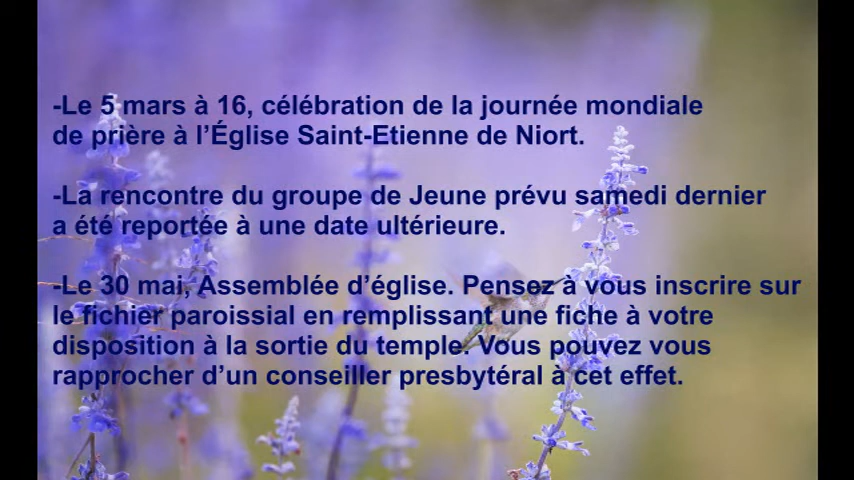 -Le 5 mars à 16, célébration de la journée mondiale
de prière à l’Église Saint-Etienne de Niort.
-La rencontre du groupe de Jeune prévu samedi dernier
a été reportée à une date ultérieure.
-Le 30 mai, Assemblée d’église. Pensez à vous inscrire sur
le fichier paroissial en remplissant une fiche à votre
disposition à la sortie du temple. Vous pouvez vous
rapprocher d’un conseiller presbytéral à cet effet.